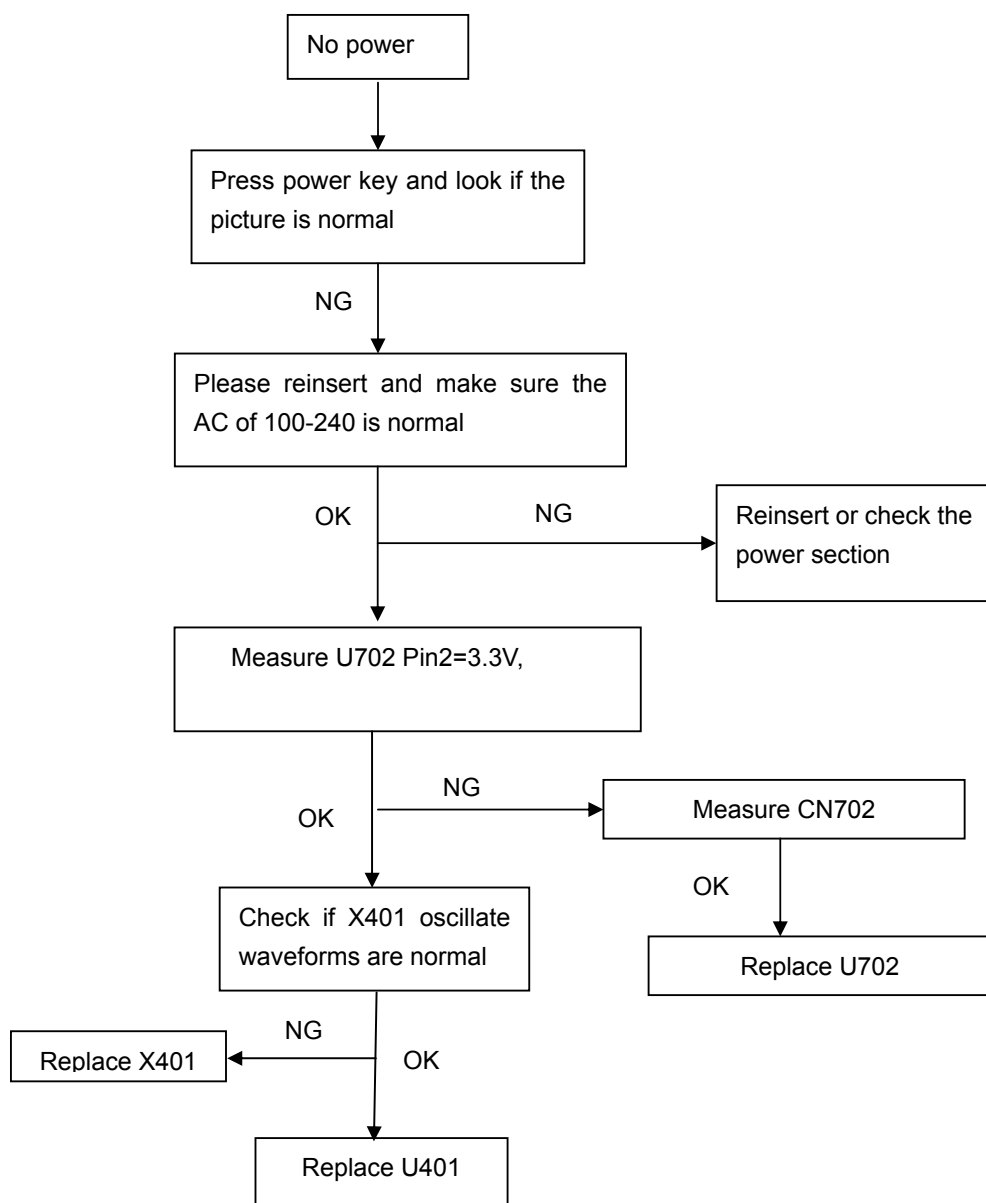 No power
Press power key and look if the
picture is normal
NG
Please reinsert and make sure the
AC of 100-240 is normal
OK
NG
Reinsert or check the
power section
Measure U702 Pin2=3.3V,
NG
OK
Measure CN702
OK
Check if X401 oscillate
waveforms are normal
Replace U702
NG
OK
Replace X401
Replace U401